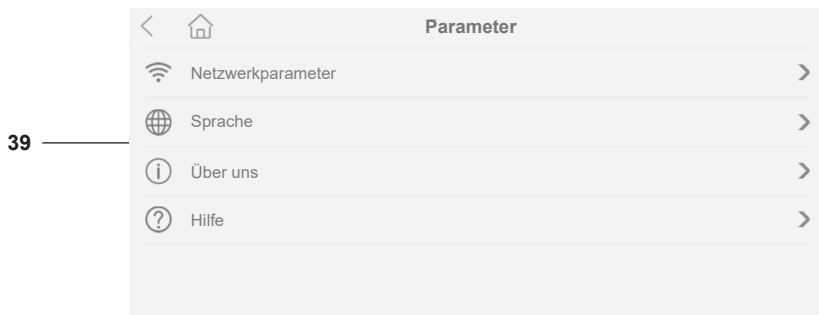 Parameter
Netzwerkparameter
Sprache
39
Über uns
Hilfe